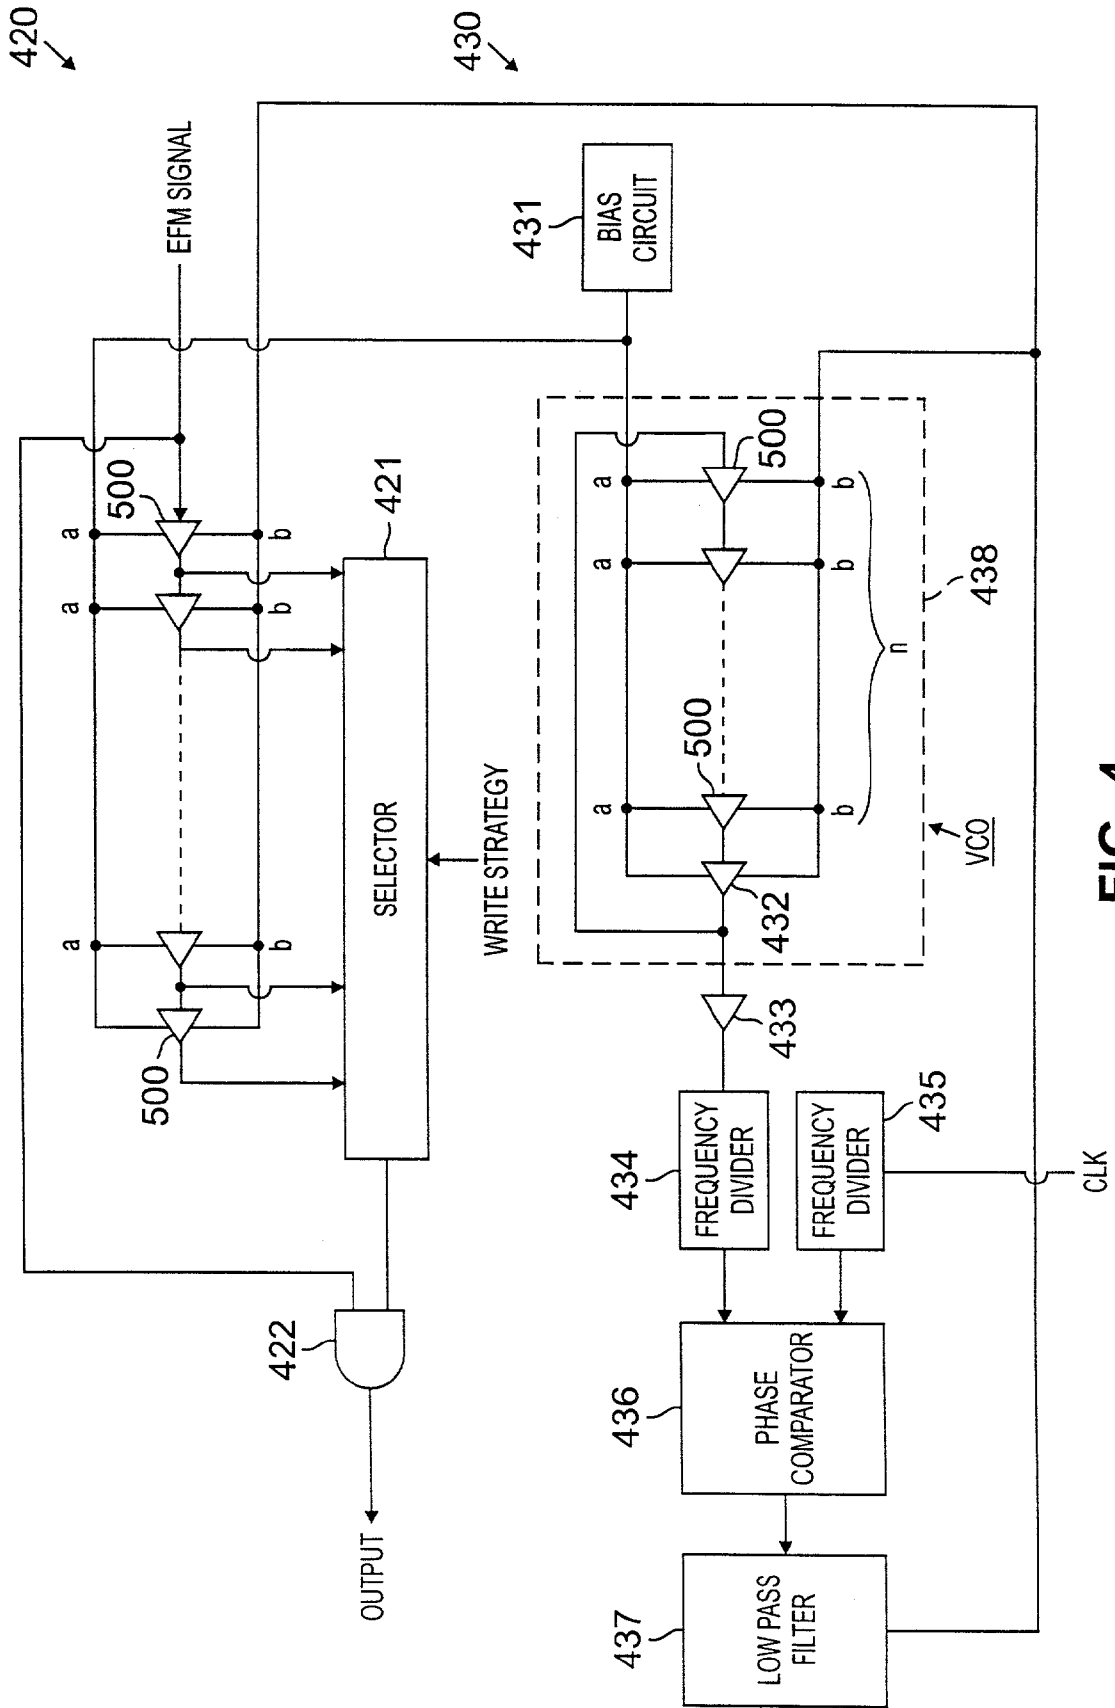 420
EFM SIGNAL
a
a
a
500
500
b
b
b
421
SELECTOR
WRITE STRATEGY
422
OUTPUT
430
431
BIAS
CIRCUIT
a
a
a
500
500
432
b
b
b
n
438
VCO
433
434
FREQUENCY
DIVIDER
435
FREQUENCY
DIVIDER
CLK
436
PHASE
COMPARATOR
437
LOW PASS
FILTER
FIG. 4